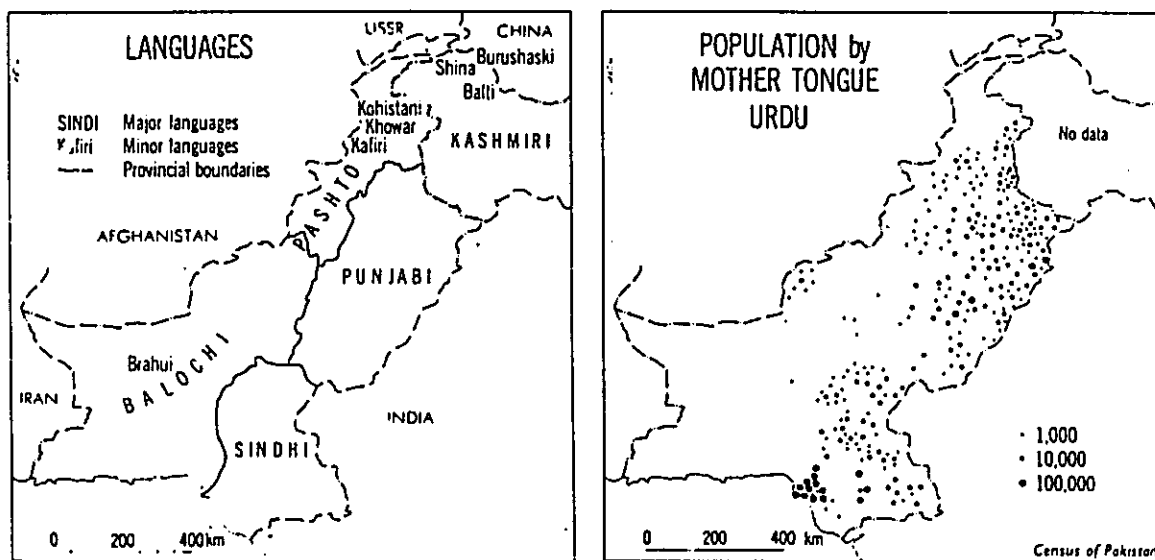 LANGUAGES
SINDI Major languages
Minor languages
Provincial boundaries
USSR
CHINA
Shina
Burushaski
Balti
Kohistani
Khowar
Kafiri
KASHMIRI
PASHTO
AFGHANISTAN
PUNJABI
Brahui
BALOCHI
IRAN
INDIA
SINDHI
0 200 400 km
POPULATION by
MOTHER TONGUE
URDU
No data
1,000
10,000
100,000
0 200 400 km
Census of Pakistan